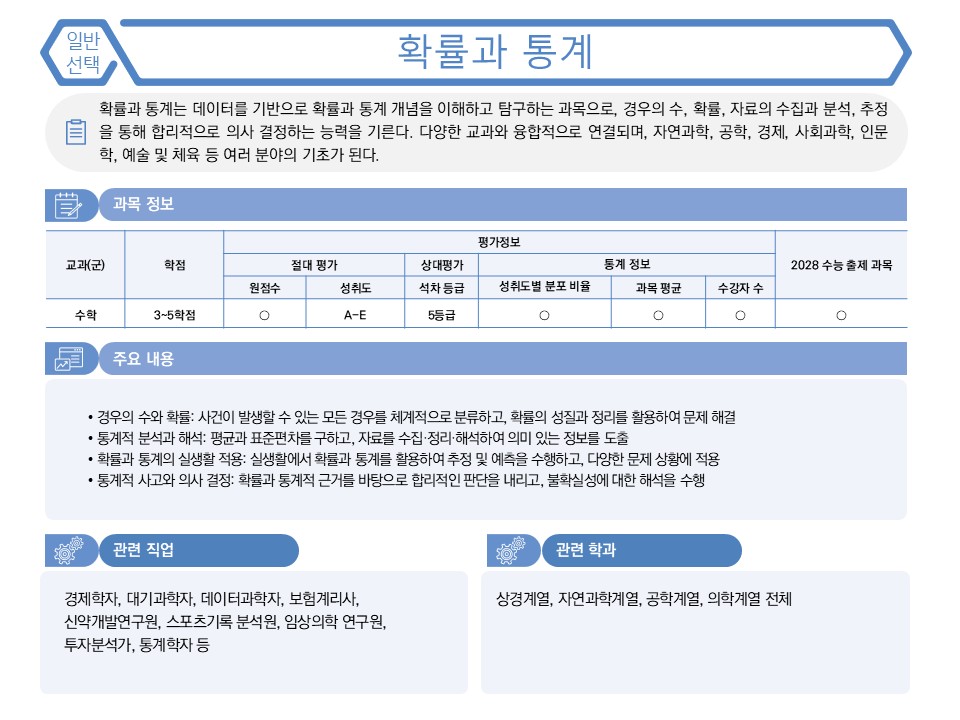 일반
선택
확률과 통계
확률과 통계는 데이터를 기반으로 확률과 통계 개념을 이해하고 탐구하는 과목으로, 경우의 수, 확률, 자료의 수집과 분석, 추정
을 통해 합리적으로 의사 결정하는 능력을 기른다. 다양한 교과와 융합적으로 연결되며, 자연과학, 공학, 경제, 사회과학, 인문
학, 예술 및 체육 등 여러 분야의 기초가 된다.
과목 정보
평가정보
교과(군) 학점 절대 평가 상대평가 통계 정보 2028 수능 출제 과목
원점수 성취도 석차 등급 성취도별 분포 비율 과목 평균 수강자 수
수학 3~5학점 ○ A-E 5등급 ○ ○ ○ ○
주요 내용
• 경우의 수와 확률: 사건이 발생할 수 있는 모든 경우를 체계적으로 분류하고, 확률의 성질과 정리를 활용하여 문제 해결
• 통계적 분석과 해석: 평균과 표준편차를 구하고, 자료를 수집·정리·해석하여 의미 있는 정보를 도출
• 확률과 통계의 실생활 적용: 실생활에서 확률과 통계를 활용하여 추정 및 예측을 수행하고, 다양한 문제 상황에 적용
• 통계적 사고와 의사 결정: 확률과 통계적 근거를 바탕으로 합리적인 판단을 내리고, 불확실성에 대한 해석을 수행
관련 직업
경제학자, 대기과학자, 데이터과학자, 보험계리사,
신약개발연구원, 스포츠기록 분석원, 임상의학 연구원,
투자분석가, 통계학자 등
관련 학과
상경계열, 자연과학계열, 공학계열, 의학계열 전체